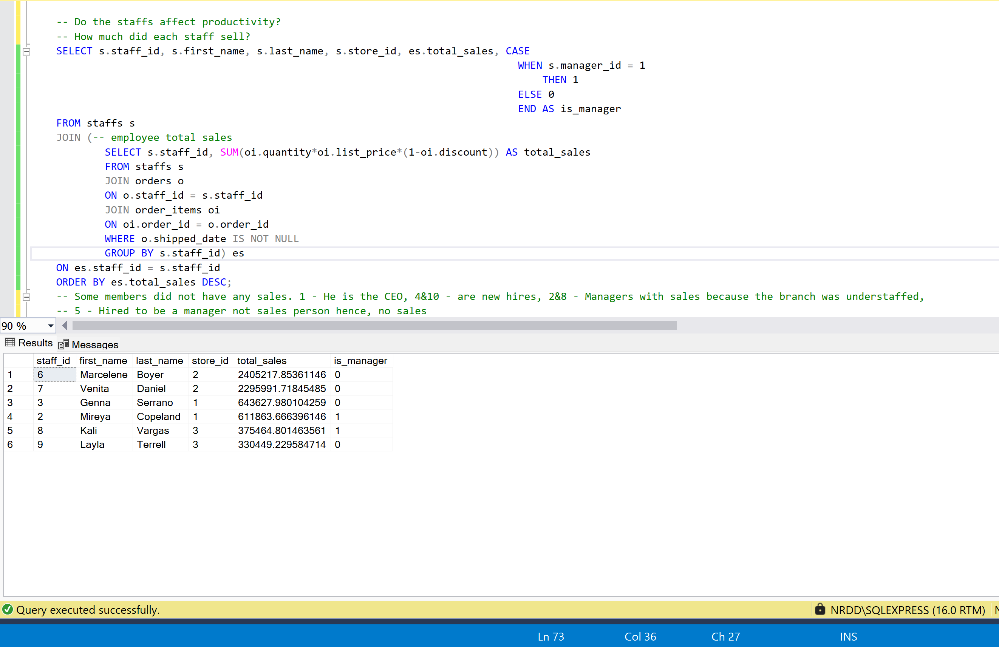 -- Do the staffs affect productivity?
-- How much did each staff sell?
SELECT s.staff_id, s.first_name, s.last_name, s.store_id, es.total_sales, CASE
WHEN s.manager_id = 1
THEN 1
ELSE 0
END AS is_manager
FROM staffs s
JOIN (-- employee total sales
SELECT s.staff_id, SUM(oi.quantity*oi.list_price*(1-oi.discount)) AS total_sales
FROM staffs s
JOIN orders o
ON o.staff_id = s.staff_id
JOIN order_items oi
ON oi.order_id = o.order_id
WHERE o.shipped_date IS NOT NULL
GROUP BY s.staff_id) es
ON es.staff_id = s.staff_id
ORDER BY es.total_sales DESC;
-- Some members did not have any sales. 1 - He is the CEO, 4&10 - are new hires, 2&8 - Managers with sales because the branch was understaffed,
-- 5 - Hired to be a manager not sales person hence, no sales
90 %
Results Messages
staff_id first_name last_name store_id total_sales is_manager
1 6 Marcelene Boyer 2 2405217.85361146 0
2 7 Venita Daniel 2 2295991.71845485 0
3 3 Genna Serrano 1 643627.980104259 0
4 2 Mireya Copeland 1 611863.666396146 1
5 8 Kali Vargas 3 375464.801463561 1
6 9 Layla Terrell 3 330449.229584714 0
Query executed successfully. NRDD\SQLEXPRESS (16.0 RTM)
Ln 73 Col 36 Ch 27 INS